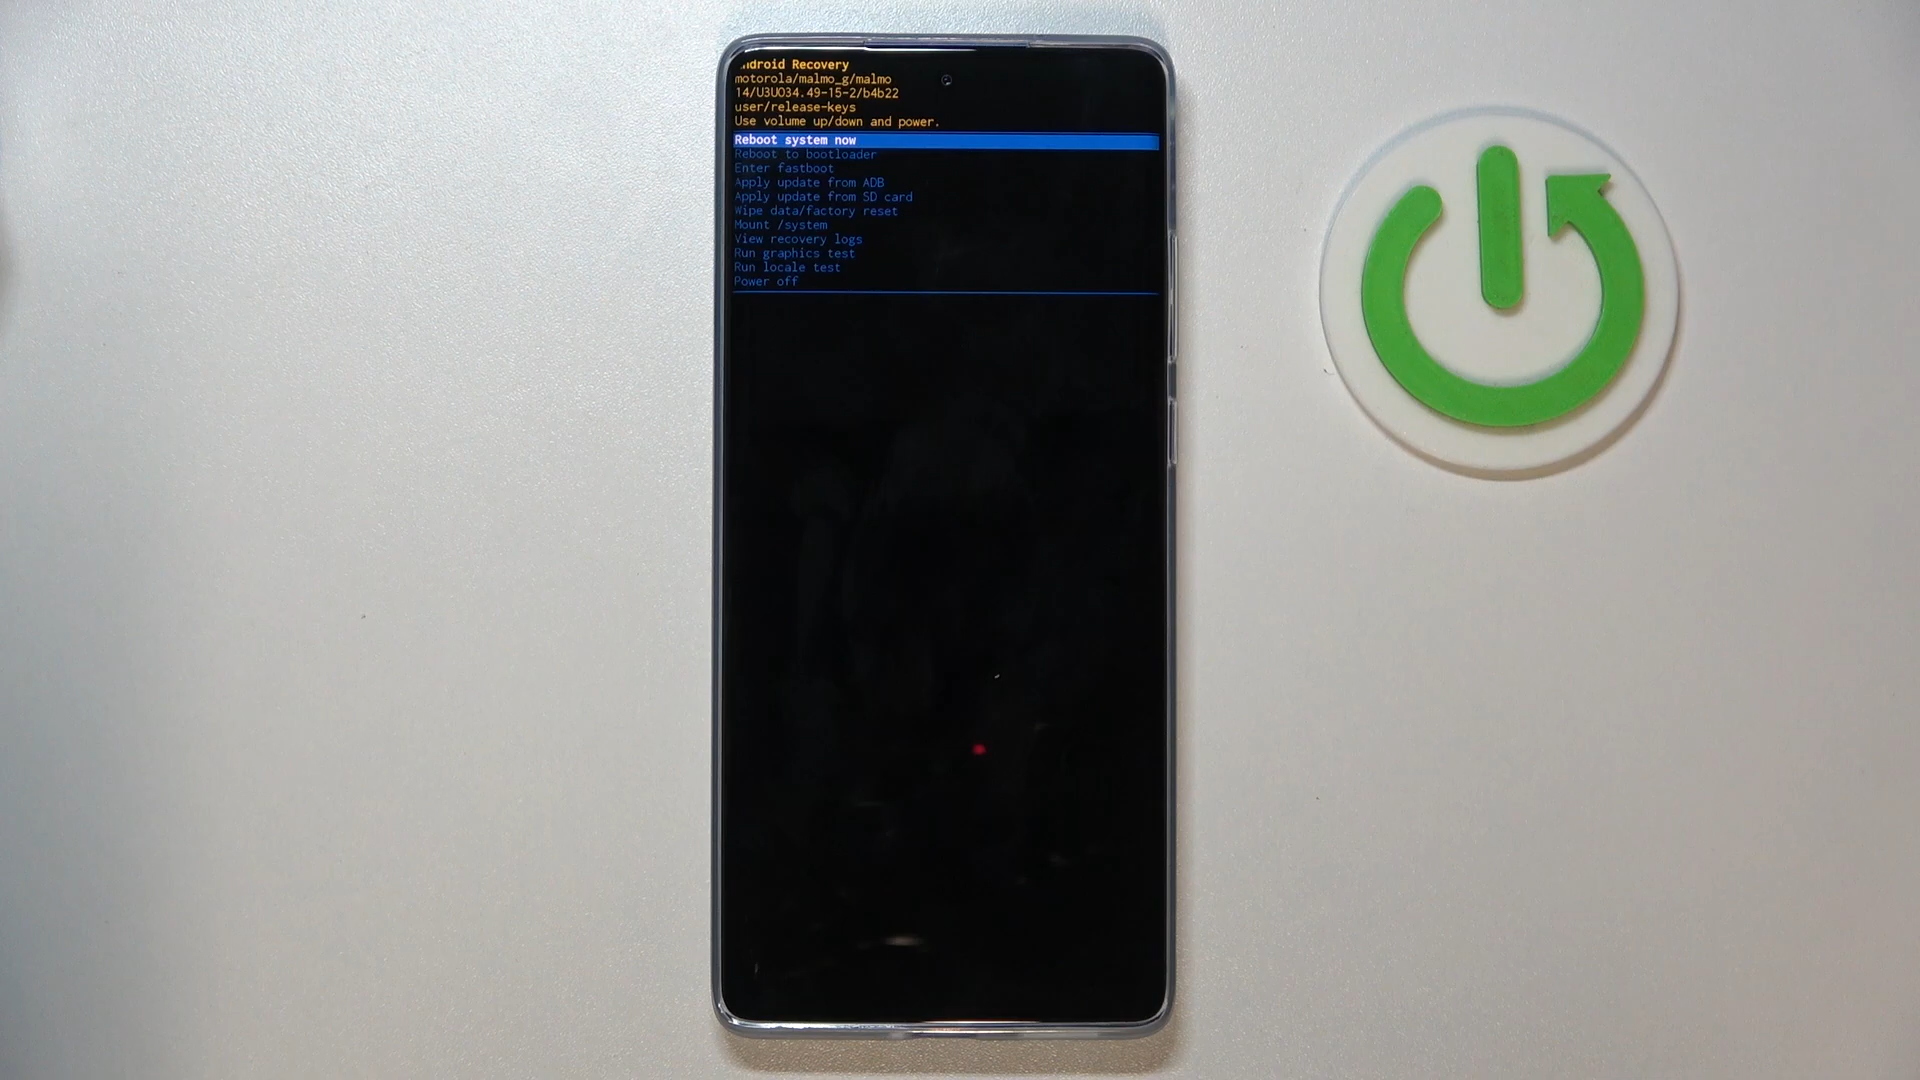 ndroid Recovery
motorola/malmo_g/malmo
14/U3UO34.49-15-2/b4b22
user/release-keys
Use volume up/down and power.
Reboot system now
Reboot to bootloader
Enter fastboot
Apply update from ADB
Apply update from SD card
Wipe data/factory reset
Mount /system
View recovery logs
Run graphics test
Run locale test
Power off